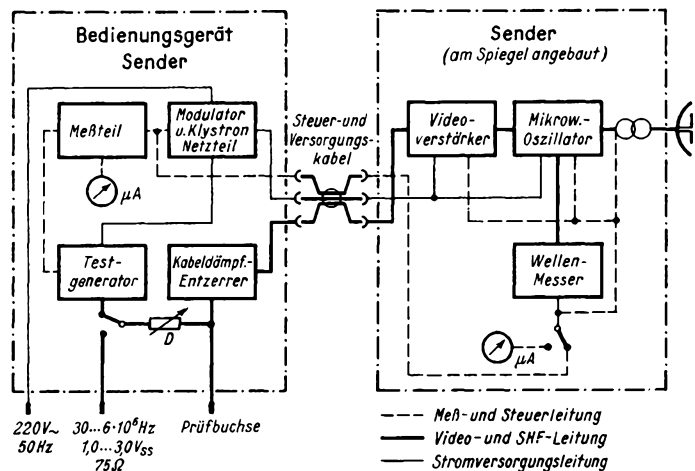 Bedienungsgerät
Sender
Sender
(am Spiegel angebaut)
Meßteil
Modulator
u. Klystron
Netzteil
Steuer-und
Versorgungs-
kabel
Video-
verstärker
Mikrow.-
Oszillator
µA
Test-
generator
Kabeldämpf.-
Entzerrer
Wellen-
Messer
D
µA
220V~
50Hz
30...6·10⁶Hz
1,0...3,0Vss
75Ω
Prüfbuchse
Meß-und Steuerleitung
Video-und SHF-Leitung
Stromversorgungsleitung